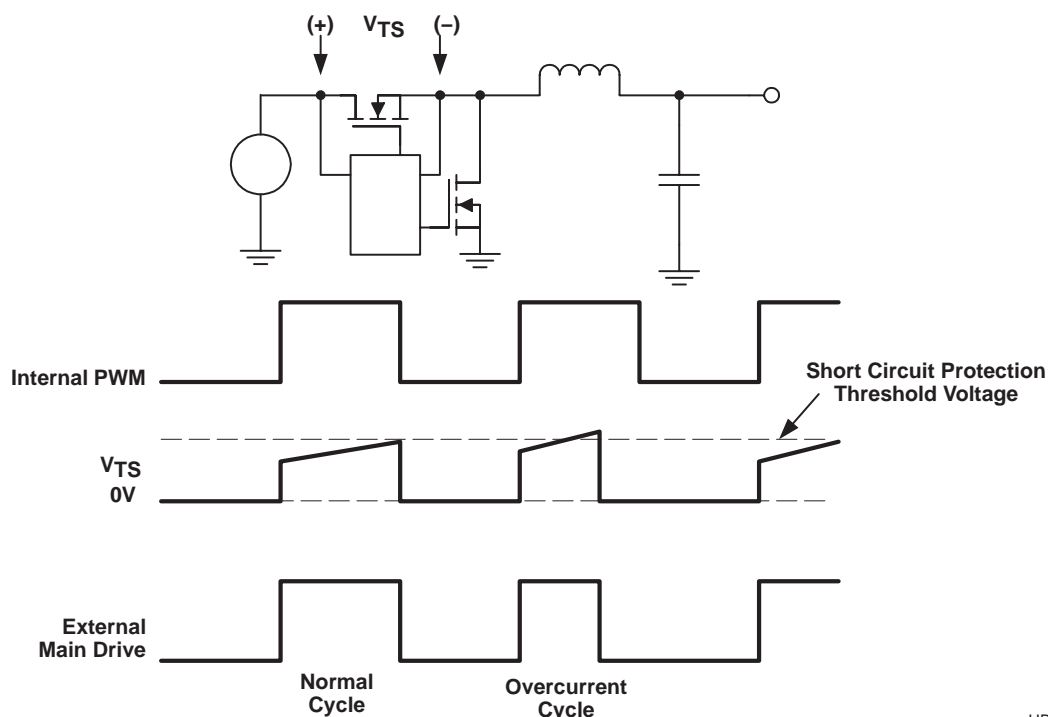 (+) VTS (–)
Internal PWM
Short Circuit Protection
Threshold Voltage
VTS
0V
External
Main Drive
Normal
Cycle
Overcurrent
Cycle